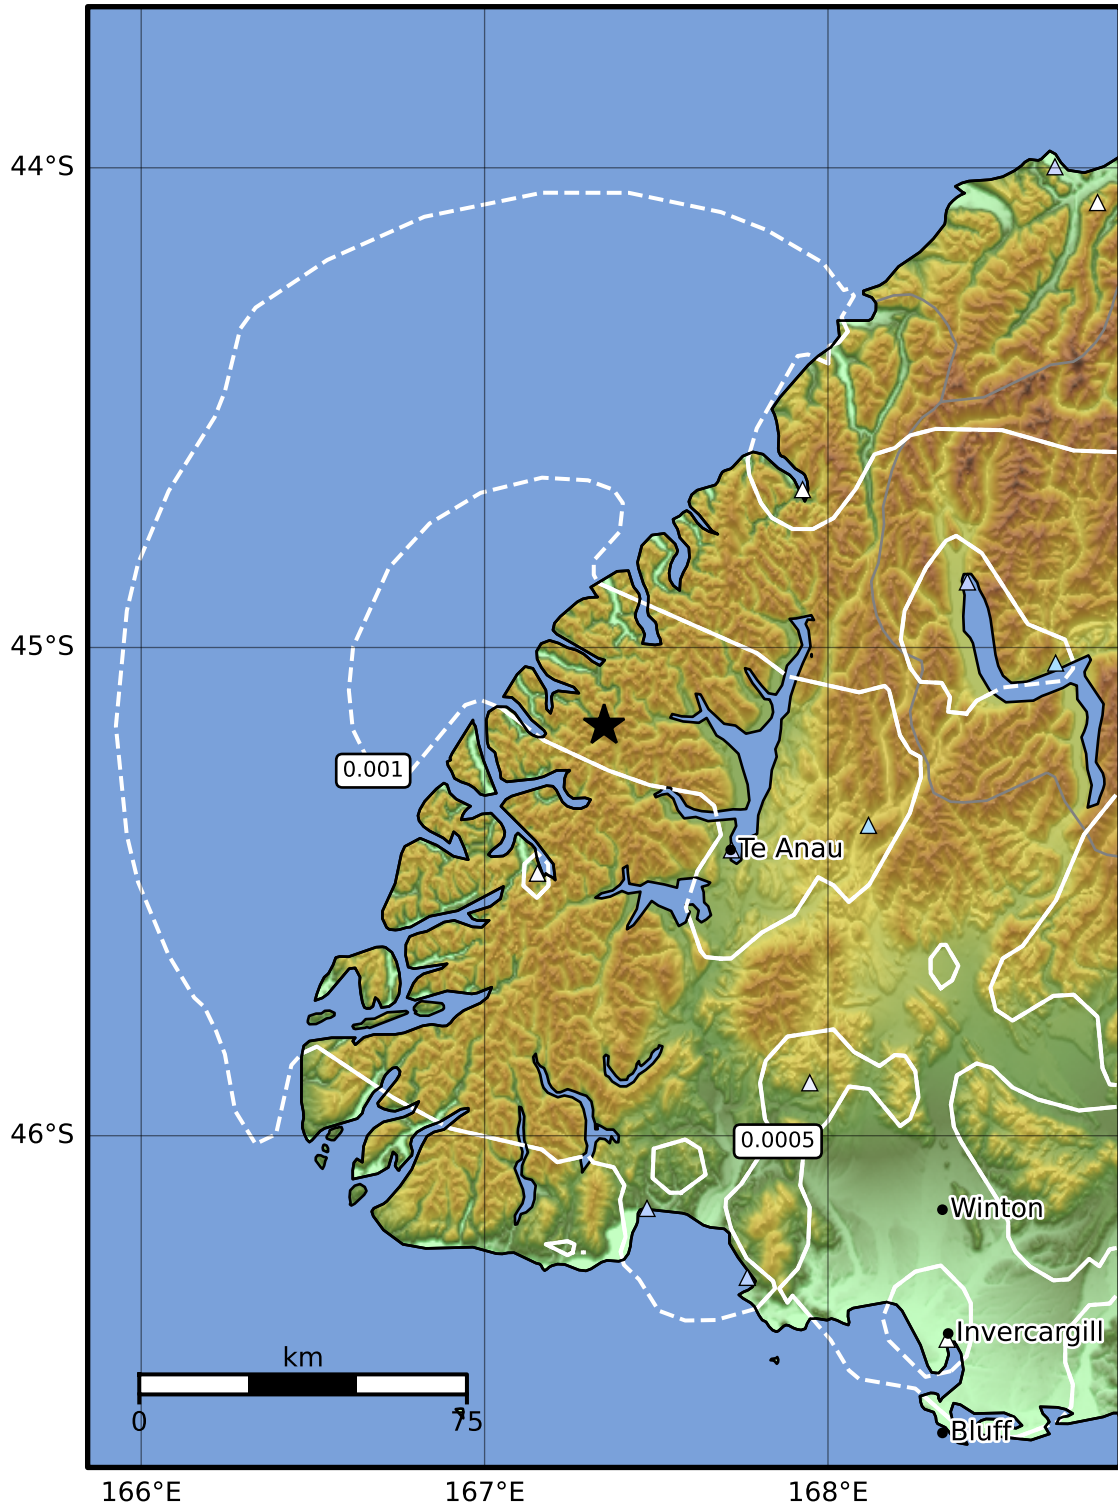 44°S
45°S
0.001
Te Anau
46°S
0.0005
Winton
Invercargill
km
0 75
Bluff
166°E 167°E 168°E